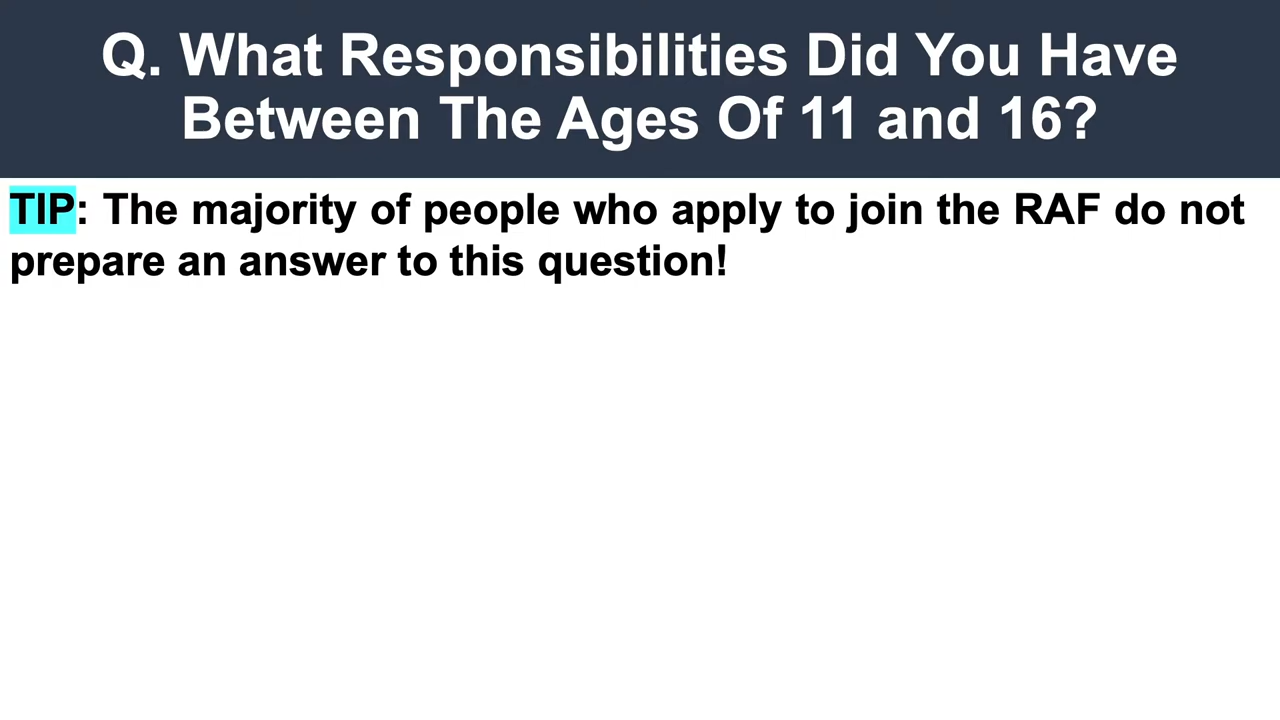 Q. What Responsibilities Did You Have
Between The Ages Of 11 and 16?
TIP: The majority of people who apply to join the RAF do not
prepare an answer to this question!